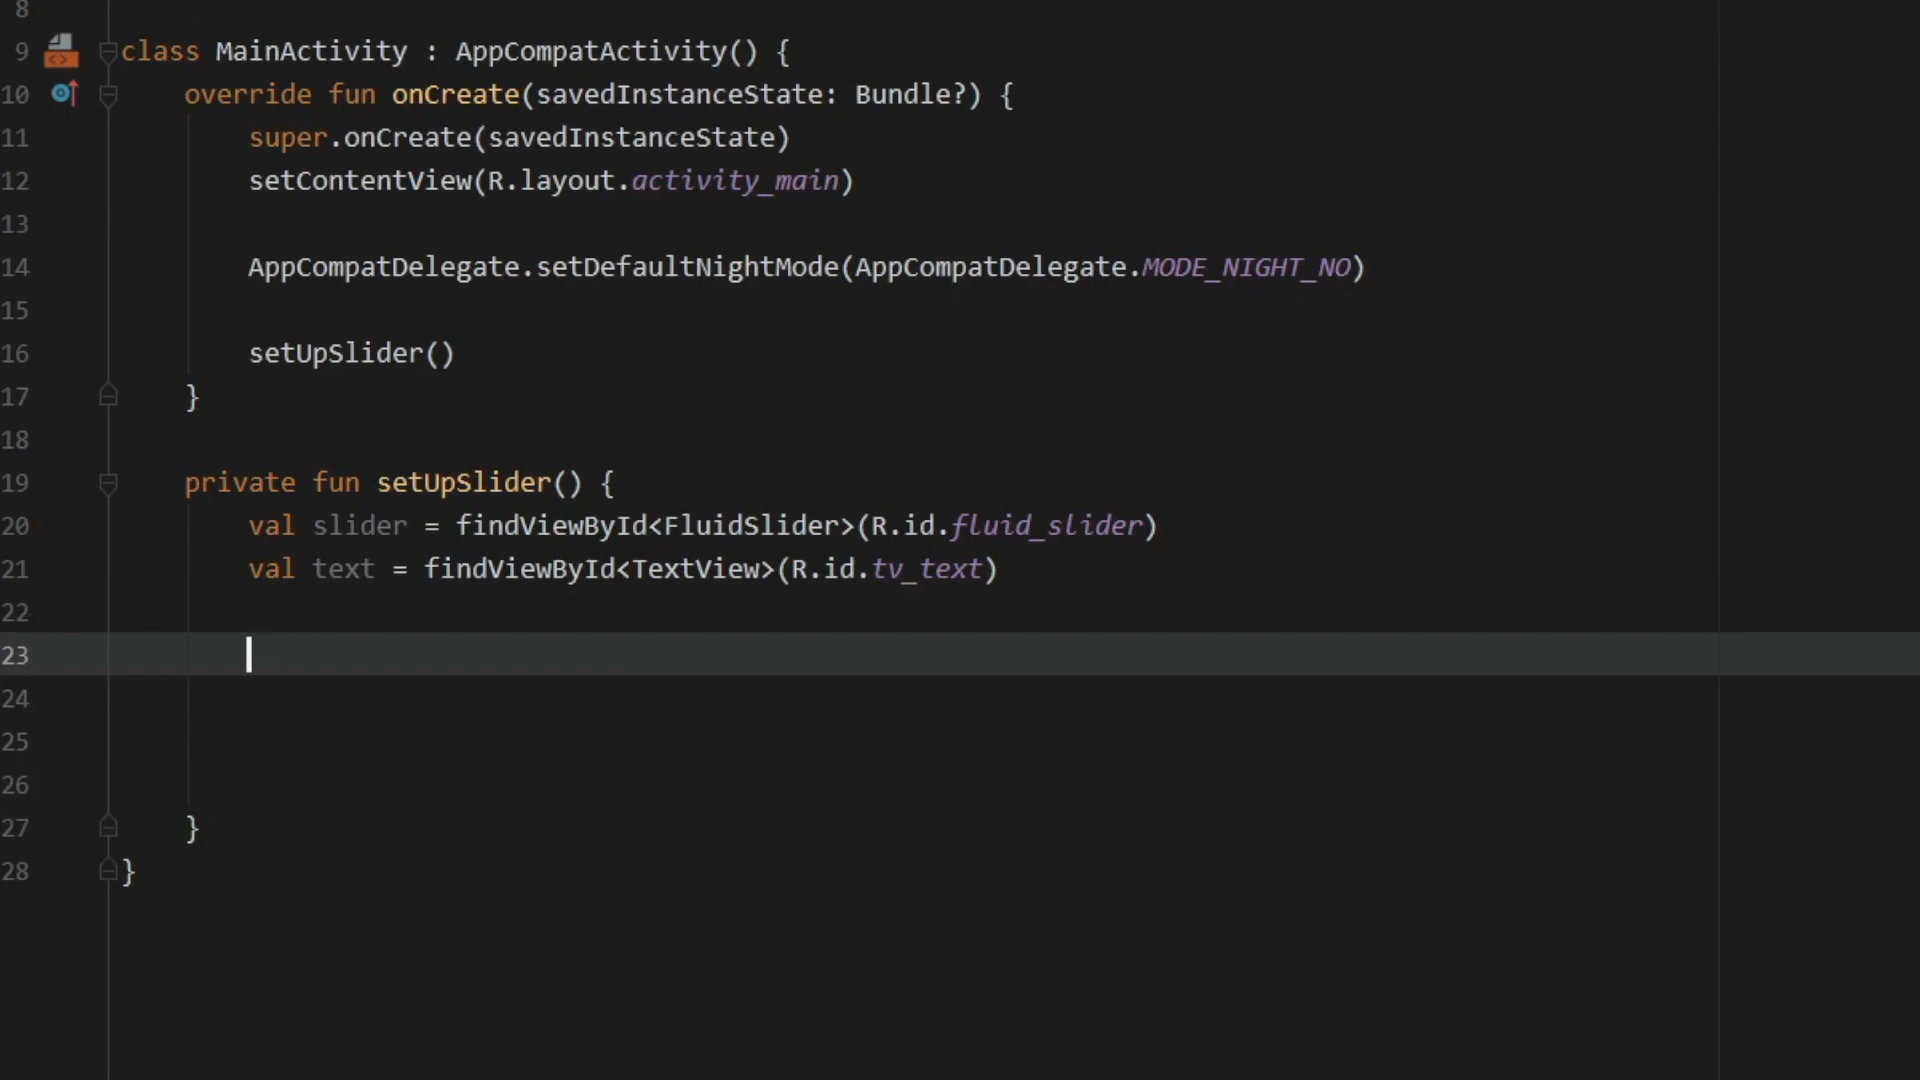 8
9 class MainActivity : AppCompatActivity() {
10 override fun onCreate(savedInstanceState: Bundle?) {
11 super.onCreate(savedInstanceState)
12 setContentView(R.layout.activity_main)
13
14 AppCompatDelegate.setDefaultNightMode(AppCompatDelegate.MODE_NIGHT_NO)
15
16 setUpSlider()
17 }
18
19 private fun setUpSlider() {
20 val slider = findViewById<FluidSlider>(R.id.fluid_slider)
21 val text = findViewById<TextView>(R.id.tv_text)
22
23
24
25
26
27 }
28 }